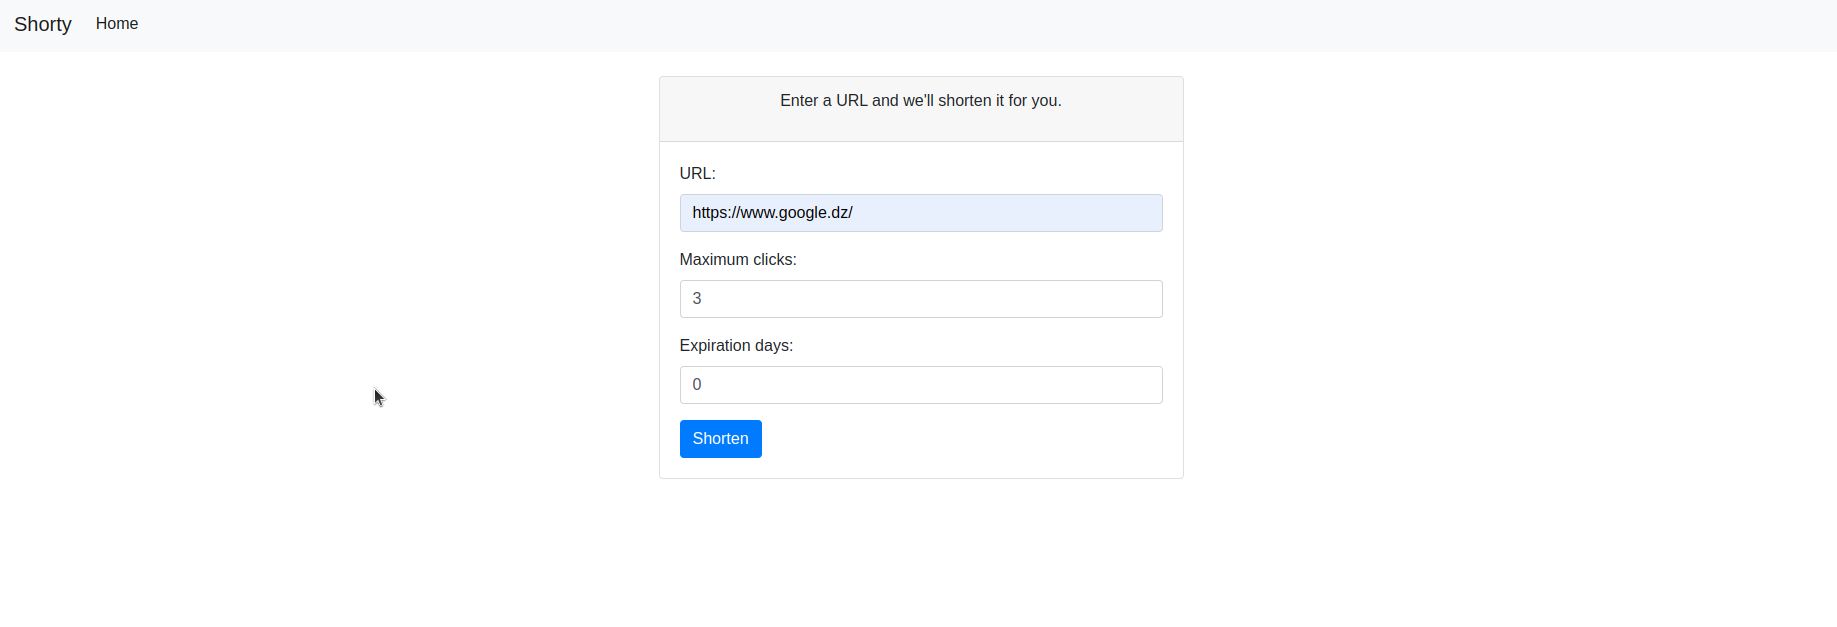 Shorty Home
Enter a URL and we'll shorten it for you.
URL:
https://www.google.dz/
Maximum clicks:
3
Expiration days:
0
Shorten